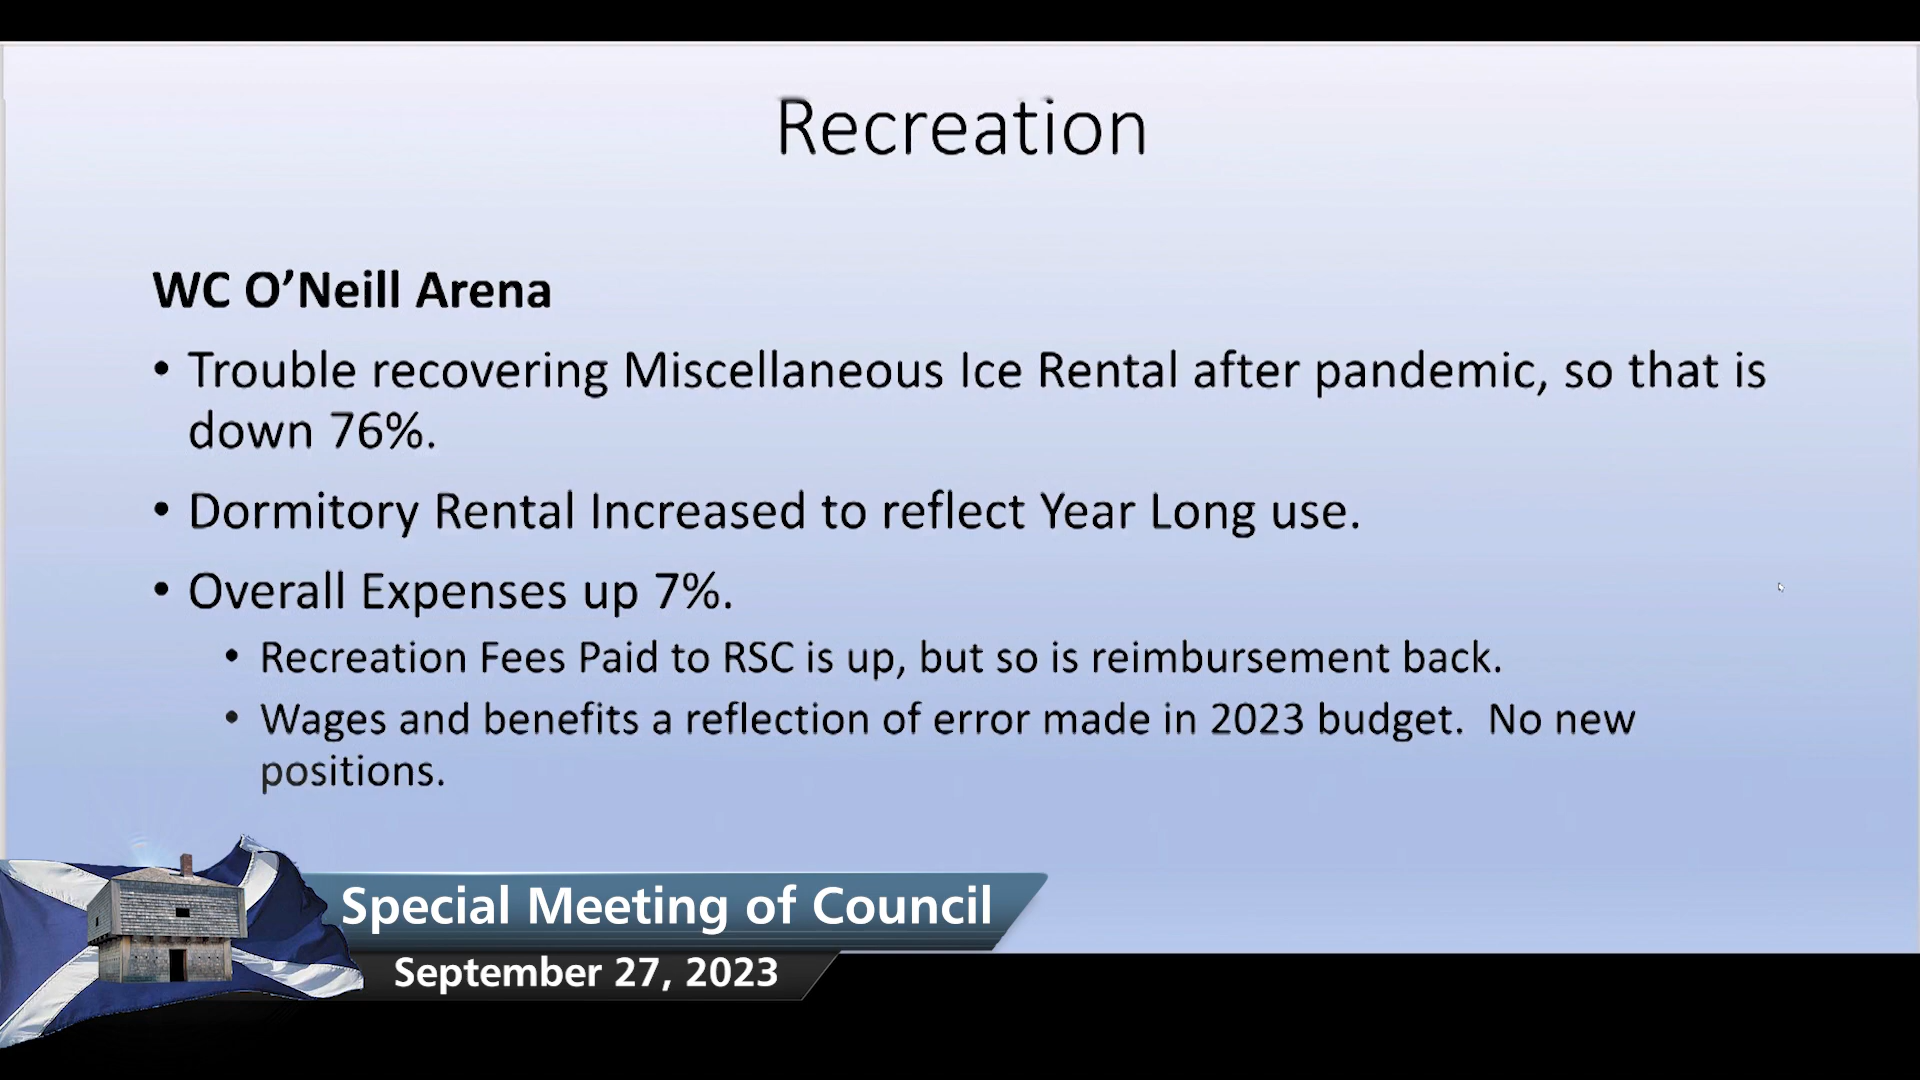 Recreation
WC O’Neill Arena
• Trouble recovering Miscellaneous Ice Rental after pandemic, so that is
down 76%.
• Dormitory Rental Increased to reflect Year Long use.
• Overall Expenses up 7%.
• Recreation Fees Paid to RSC is up, but so is reimbursement back.
• Wages and benefits a reflection of error made in 2023 budget.  No new
positions.
Special Meeting of Council
September 27, 2023